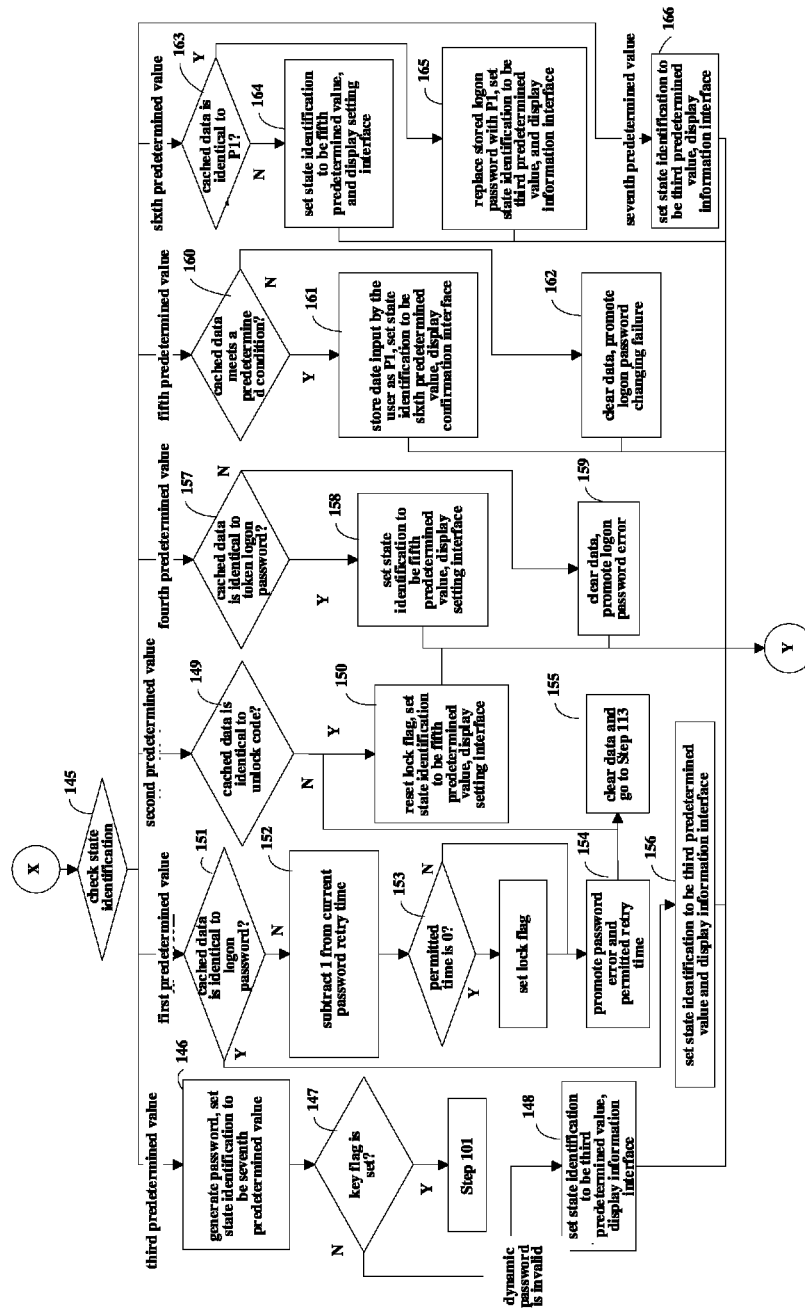 X
145
check state
identification
third predetermined value
146
generate password, set
state identification to
be seventh
predetermined value
147
key flag is
set?
Y
N
Step 101
dynamic
password
is invalid
148
set state identification
to be third
predetermined value,
display information
interface
first predetermined value
151
cached data
is identical to
logon
password?
Y
N
152
subtract 1 from current
password retry time
153
permitted
time is 0?
Y
N
set lock flag
154
promote password
error and
permitted retry
time
155
clear data and
go to Step 113
156
set state identification to be third predetermined
value and display information interface
second predetermined value
149
cached data is
identical to
unlock code?
Y
N
150
reset lock flag, set
state identification
to be fifth
predetermined
value, display
setting interface
fourth predetermined value
157
cached data
is identical to
token logon
password?
N
Y
158
set state
identification to
be fifth
predetermined
value, display
setting interface
159
clear data,
promote logon
password error
fifth predetermined value
160
cached data
meets a
predetermine
d condition?
N
Y
161
store date input by the
user as P1, set state
identification to be
sixth predetermined
value, display
confirmation interface
162
clear data, promote
logon password
changing failure
sixth predetermined value
163
cached data is
identical to
P1?
Y
N
164
set state identification
to be fifth
predetermined value,
and display setting
interface
165
replace stored logon
password with P1, set
state identification to be
third predetermined
value, and display
information interface
seventh predetermined value
166
set state identification to
be third predetermined
value, display
information interface
Y